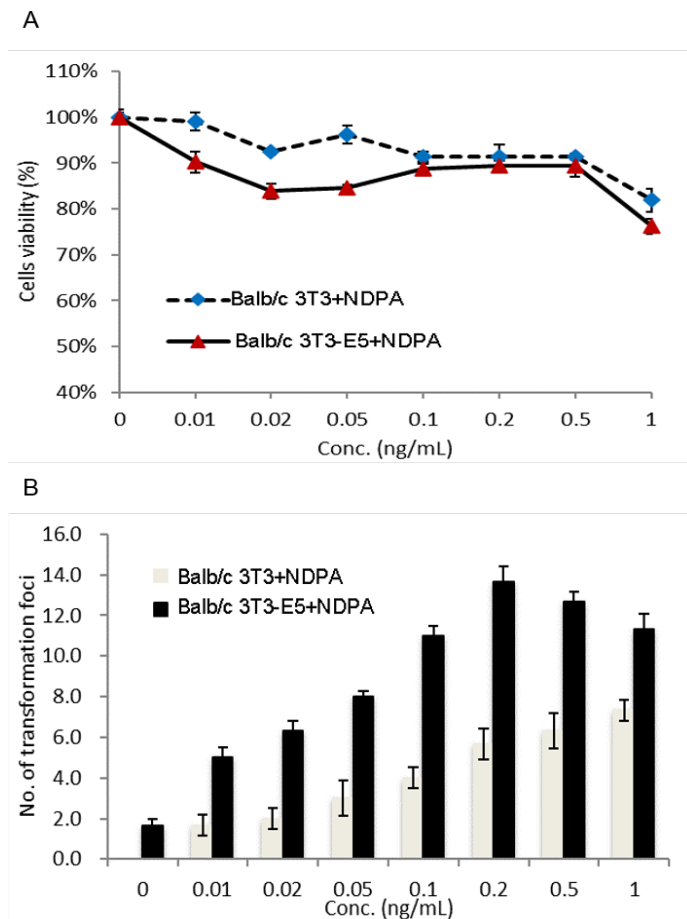 A
110%
100%
90%
80%
70%
60%
50%
40%
Cells viability (%)
Balb/c 3T3+NDPA
Balb/c 3T3-E5+NDPA
0 0.01 0.02 0.05 0.1 0.2 0.5 1
Conc. (ng/mL)
B
16.0
14.0
12.0
10.0
8.0
6.0
4.0
2.0
0.0
No. of transformation foci
Balb/c 3T3+NDPA
Balb/c 3T3-E5+NDPA
0 0.01 0.02 0.05 0.1 0.2 0.5 1
Conc. (ng/mL)